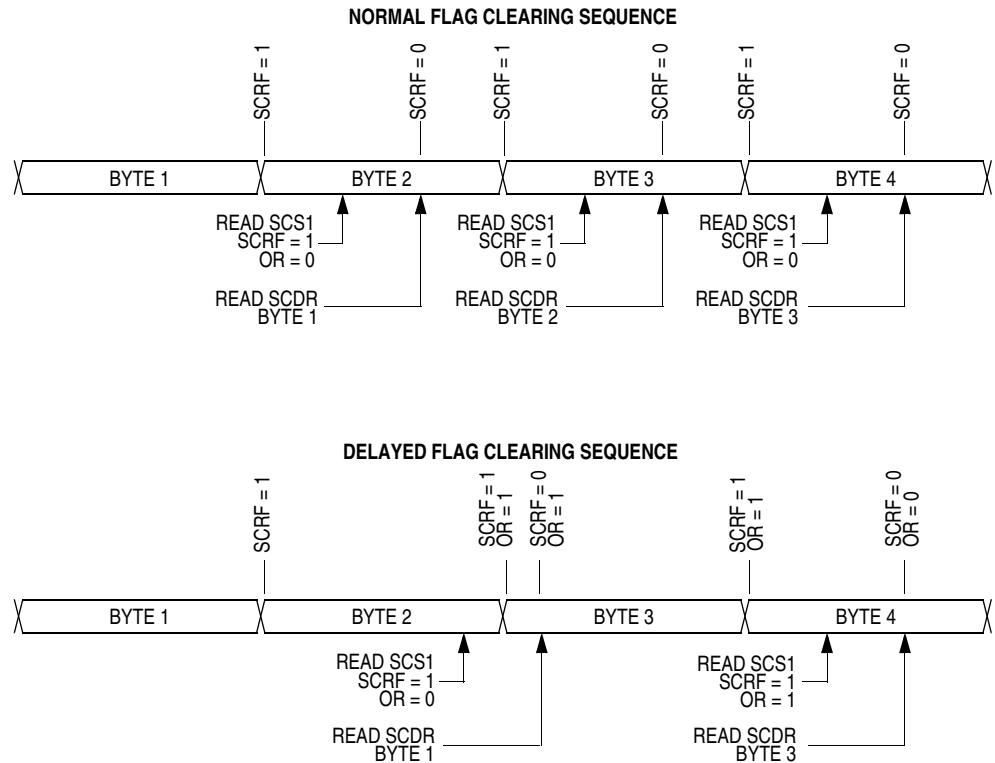 NORMAL FLAG CLEARING SEQUENCE
SCRF = 1
SCRF = 0
SCRF = 1
SCRF = 0
SCRF = 1
SCRF = 0
BYTE 1
BYTE 2
BYTE 3
BYTE 4
READ SCS1
SCRF = 1
OR = 0
READ SCS1
SCRF = 1
OR = 0
READ SCS1
SCRF = 1
OR = 0
READ SCDR
BYTE 1
READ SCDR
BYTE 2
READ SCDR
BYTE 3
DELAYED FLAG CLEARING SEQUENCE
SCRF = 1
SCRF = 1
OR = 1
SCRF = 0
OR = 1
SCRF = 1
OR = 1
SCRF = 0
OR = 0
BYTE 1
BYTE 2
BYTE 3
BYTE 4
READ SCS1
SCRF = 1
OR = 0
READ SCS1
SCRF = 1
OR = 1
READ SCDR
BYTE 1
READ SCDR
BYTE 3